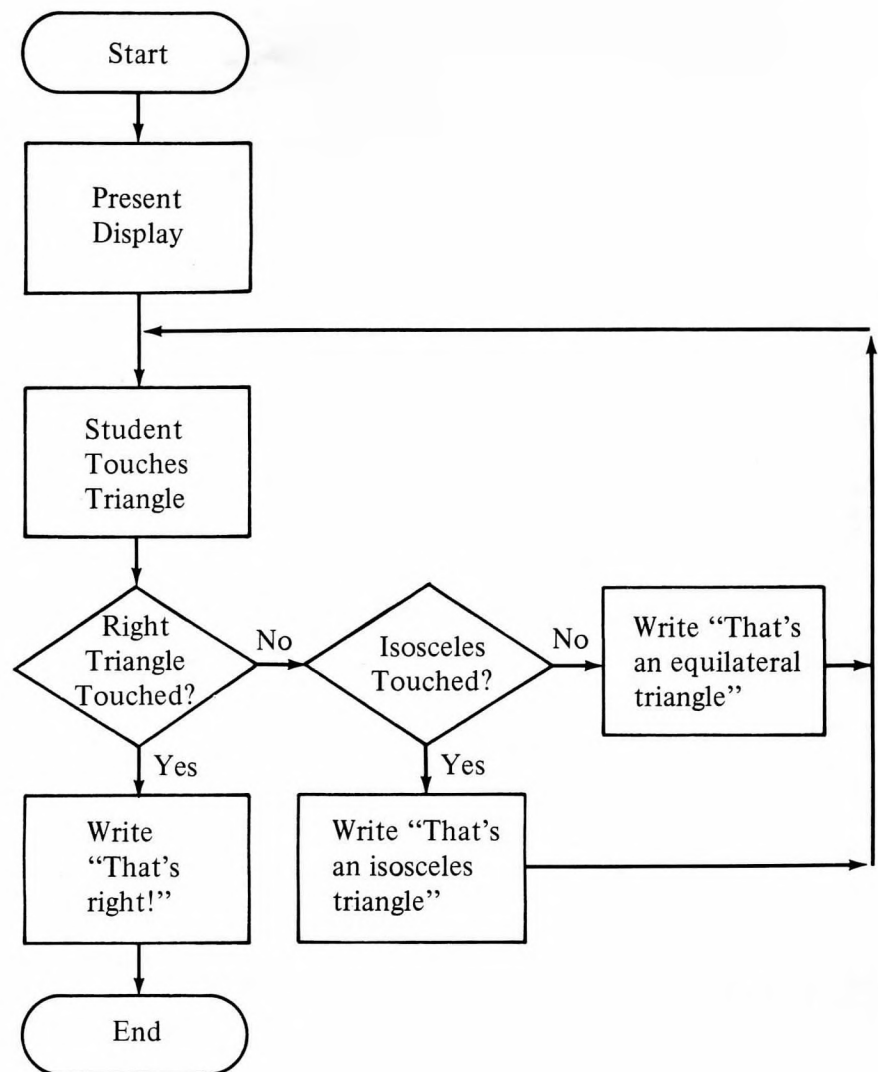 Start
Present
Display
Student
Touches
Triangle
Right
Triangle
Touched?
No
Isosceles
Touched?
No
Write “That's
an equilateral
triangle”
Yes
Yes
Write
“That's
right!”
Write “That's
an isosceles
triangle”
End